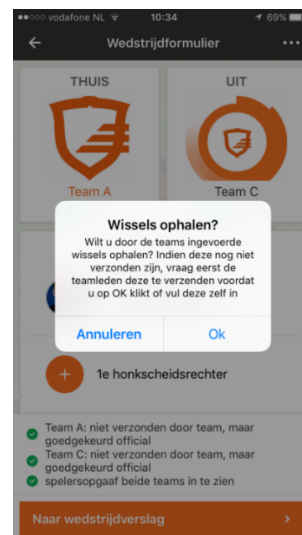 vodafone NL 10:34 69%
Wedstrijdformulier
THUIS UIT
Team A Team C
Wissels ophalen?
Wilt u door de teams ingevoerde
wissels ophalen? Indien deze nog niet
verzonden zijn, vraag eerst de
teamleden deze te verzenden voordat
u op OK klikt of vul deze zelf in
Annuleren Ok
1e honkscheidsrechter
Team A: niet verzonden door team, maar
goedgekeurd official
Team C: niet verzonden door team, maar
goedgekeurd official
spelersopgaaf beide teams in te zien
Naar wedstrijdverslag